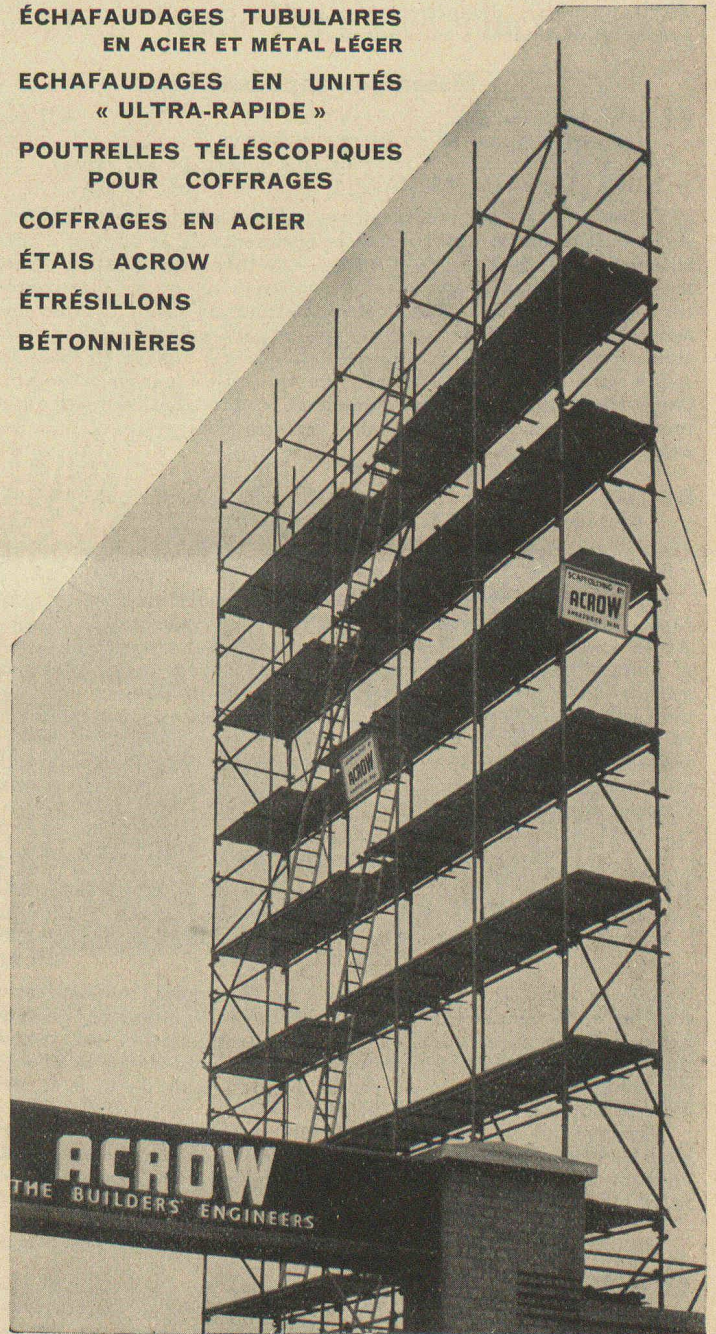 ÉCHAFAUDAGES TUBULAIRES
EN ACIER ET MÉTAL LÉGER
ECHAFAUDAGES EN UNITÉS
« ULTRA-RAPIDE »
POUTRELLES TÉLÉSCOPIQUES
POUR COFFRAGES
COFFRAGES EN ACIER
ÉTAIS ACROW
ÉTRÉSILLONS
BÉTONNIÈRES
SCAFFOLDING BY
ACROW
ACROW
ACROW
THE BUILDERS' ENGINEERS